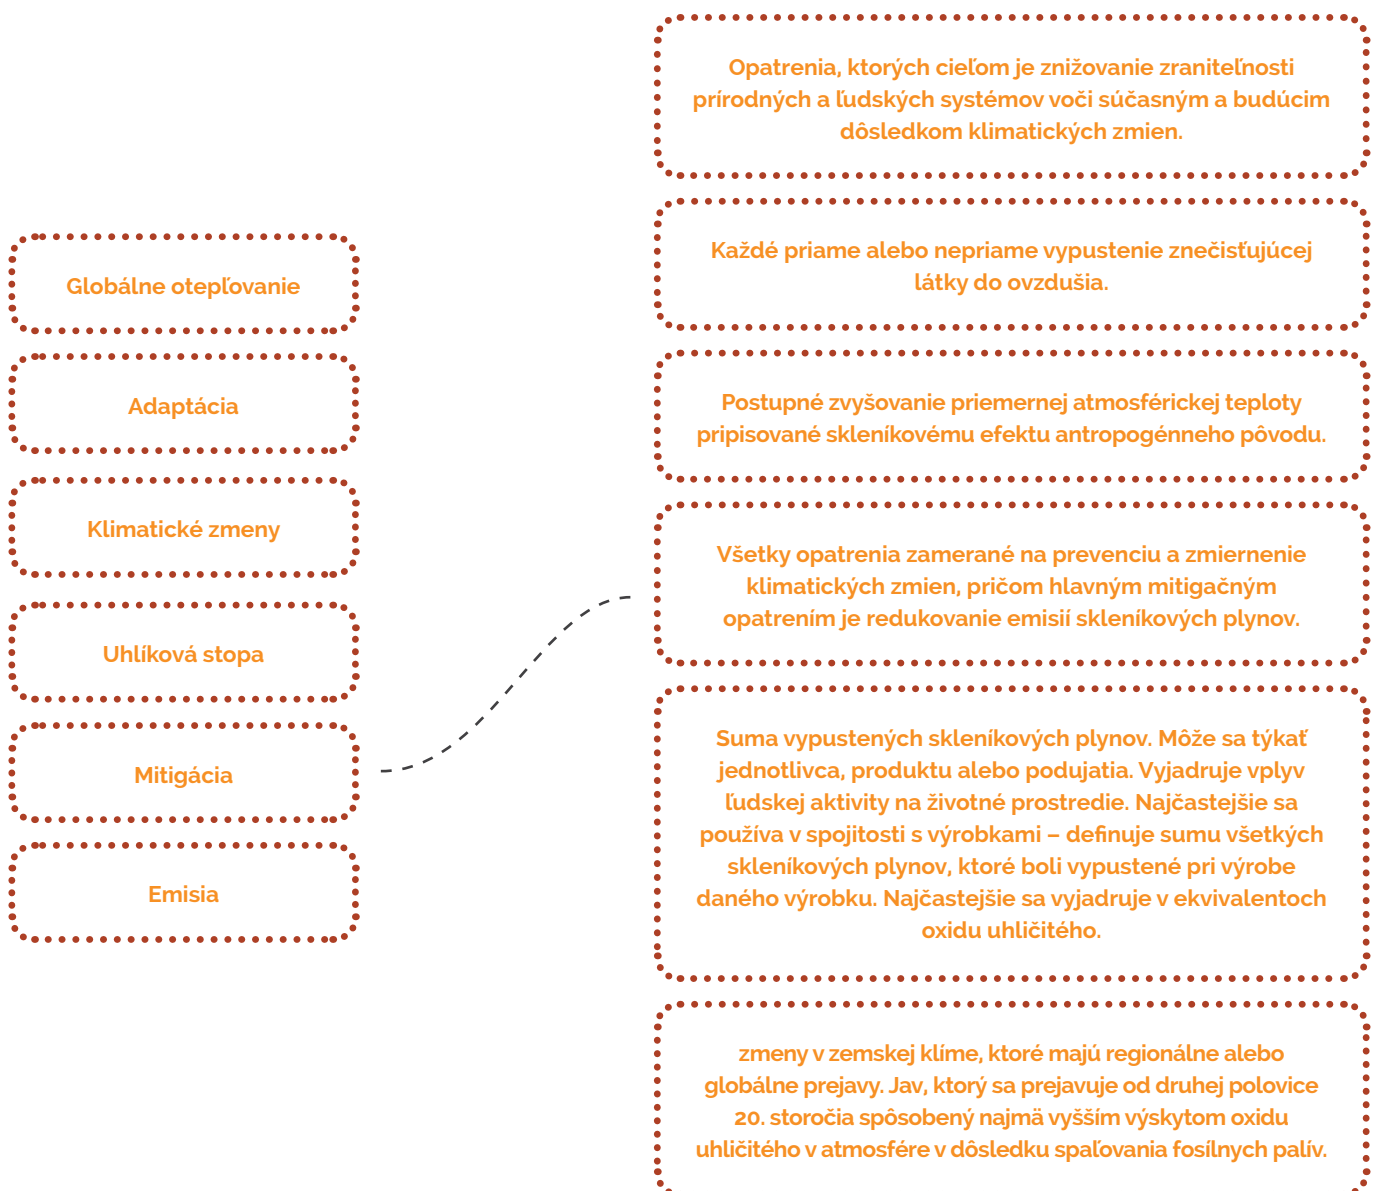 Globálne otepľovanie
Adaptácia
Klimatické zmeny
Uhlíková stopa
Mitigácia
Emisia
Opatrenia, ktorých cieľom je znižovanie zraniteľnosti
prírodných a ľudských systémov voči súčasným a budúcim
dôsledkom klimatických zmien.
Každé priame alebo nepriame vypustenie znečisťujúcej
látky do ovzdušia.
Postupné zvyšovanie priemernej atmosférickej teploty
pripisované skleníkovému efektu antropogénneho pôvodu.
Všetky opatrenia zamerané na prevenciu a zmiernenie
klimatických zmien, pričom hlavným mitigačným
opatrením je redukovanie emisií skleníkových plynov.
Suma vypustených skleníkových plynov. Môže sa týkať
jednotlivca, produktu alebo podujatia. Vyjadruje vplyv
ľudskej aktivity na životné prostredie. Najčastejšie sa
používa v spojitosti s výrobkami – definuje sumu všetkých
skleníkových plynov, ktoré boli vypustené pri výrobe
daného výrobku. Najčastejšie sa vyjadruje v ekvivalentoch
oxidu uhličitého.
zmeny v zemskej klíme, ktoré majú regionálne alebo
globálne prejavy. Jav, ktorý sa prejavuje od druhej polovice
20. storočia spôsobený najmä vyšším výskytom oxidu
uhličitého v atmosfére v dôsledku spaľovania fosílnych palív.